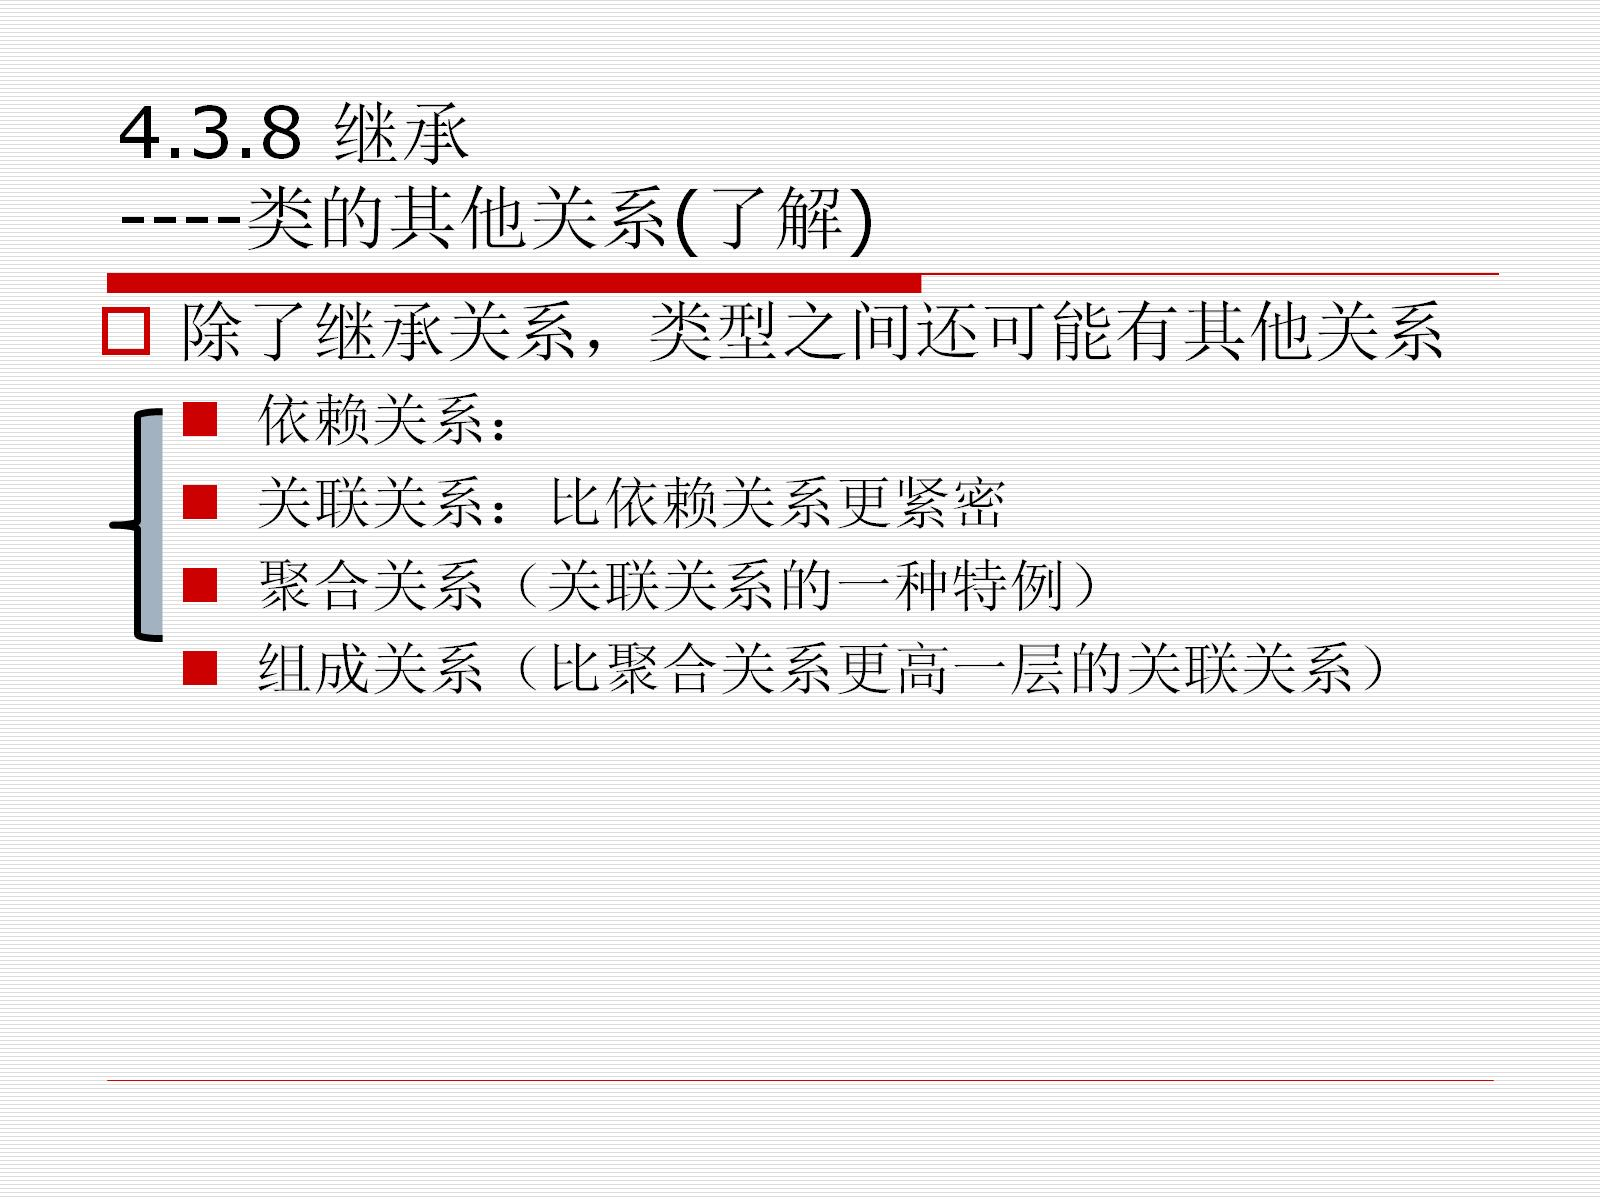 4.3.8 继承
----类的其他关系(了解)
除了继承关系，类型之间还可能有其他关系
依赖关系：
关联关系：比依赖关系更紧密
聚合关系（关联关系的一种特例）
组成关系（比聚合关系更高一层的关联关系）